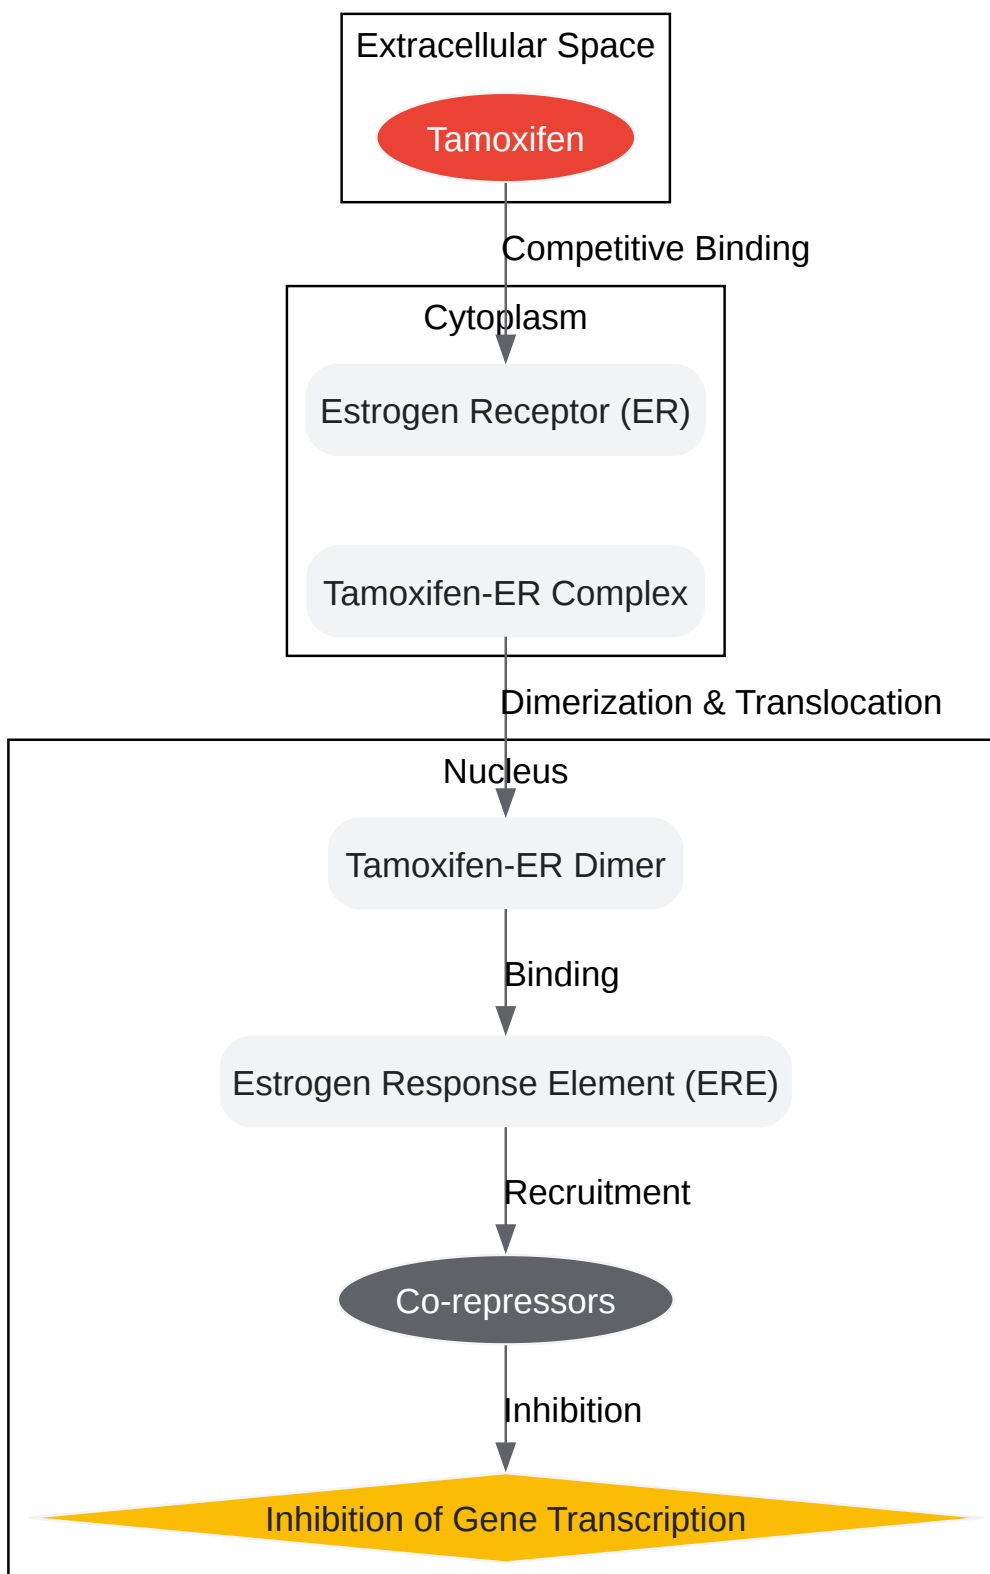 Extracellular Space
Tamoxifen
Competitive Binding
Cytoplasm
Estrogen Receptor (ER)
Tamoxifen-ER Complex
Dimerization & Translocation
Nucleus
Tamoxifen-ER Dimer
Binding
Estrogen Response Element (ERE)
Recruitment
Co-repressors
Inhibition
Inhibition of Gene Transcription